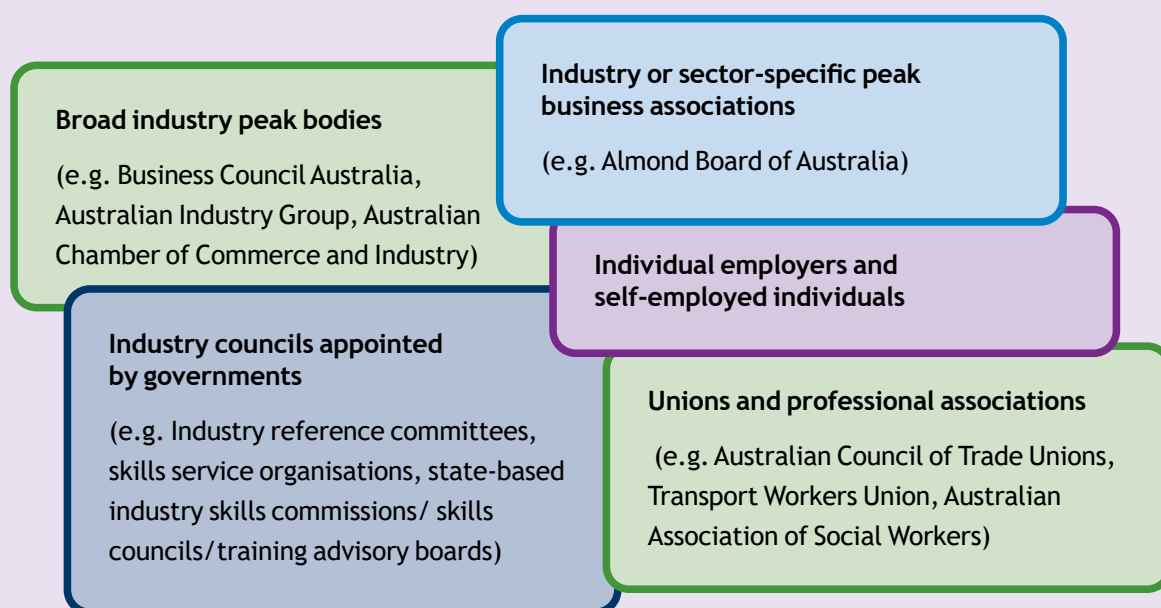 Broad industry peak bodies
(e.g. Business Council Australia,
Australian Industry Group, Australian
Chamber of Commerce and Industry)
Industry or sector-specific peak
business associations
(e.g. Almond Board of Australia)
Individual employers and
self-employed individuals
Industry councils appointed
by governments
(e.g. Industry reference committees,
skills service organisations, state-based
industry skills commissions/ skills
councils/training advisory boards)
Unions and professional associations
(e.g. Australian Council of Trade Unions,
Transport Workers Union, Australian
Association of Social Workers)